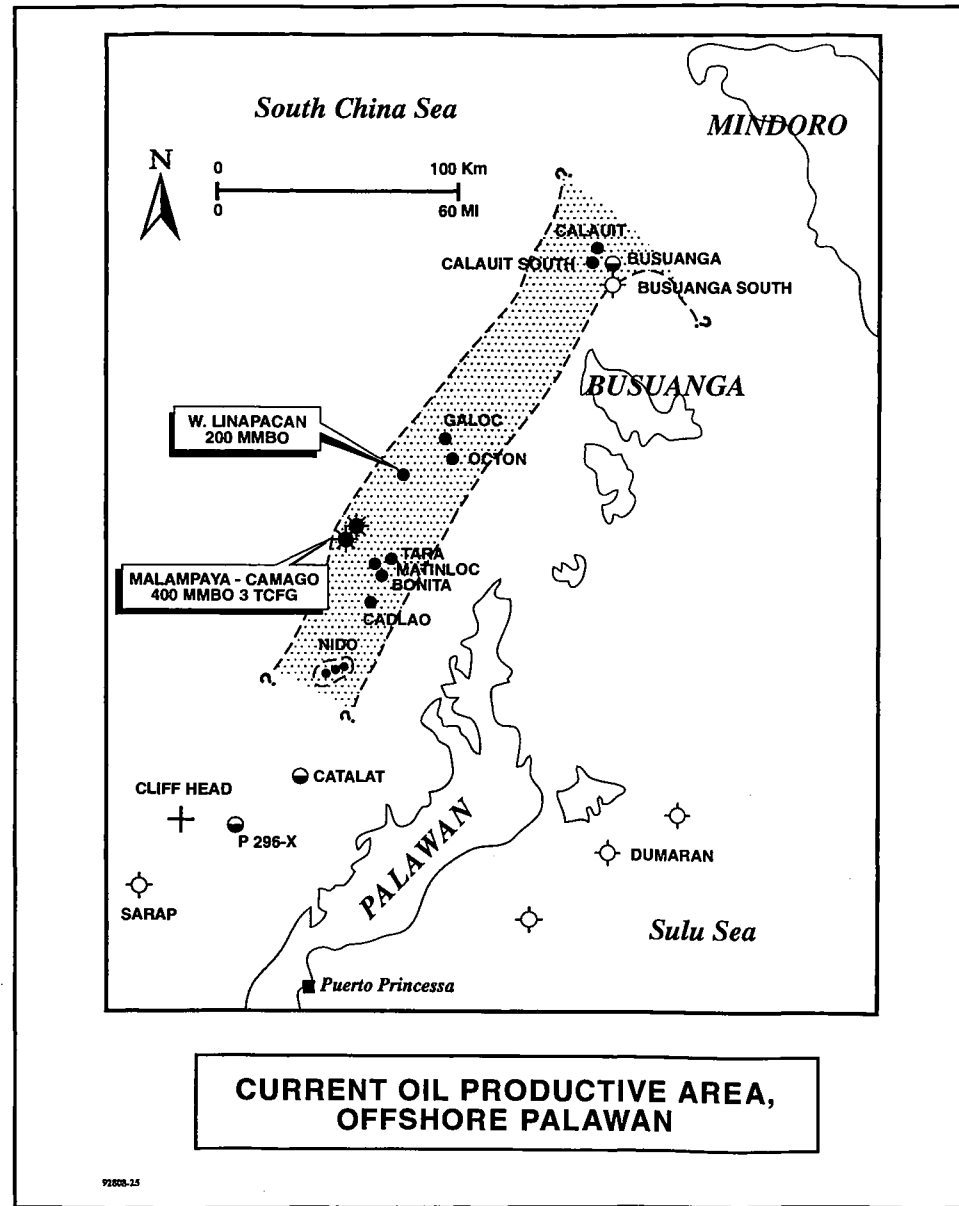 South China Sea
MINDORO
N
0 100 Km
0 60 MI
?
CALAUIT
CALAUIT SOUTH
BUSUANGA
BUSUANGA SOUTH
?
BUSUANGA
W. LINAPACAN
200 MMBO
GALOC
OCTON
MALAMPAYA - CAMAGO
400 MMBO 3 TCFG
TARA
MATINLOC
BONITA
CADLAO
NIDO
?
?
CATALAT
CLIFF HEAD
P 296-X
SARAP
PALAWAN
DUMARAN
Sulu Sea
Puerto Princessa
CURRENT OIL PRODUCTIVE AREA,
OFFSHORE PALAWAN
92808-25